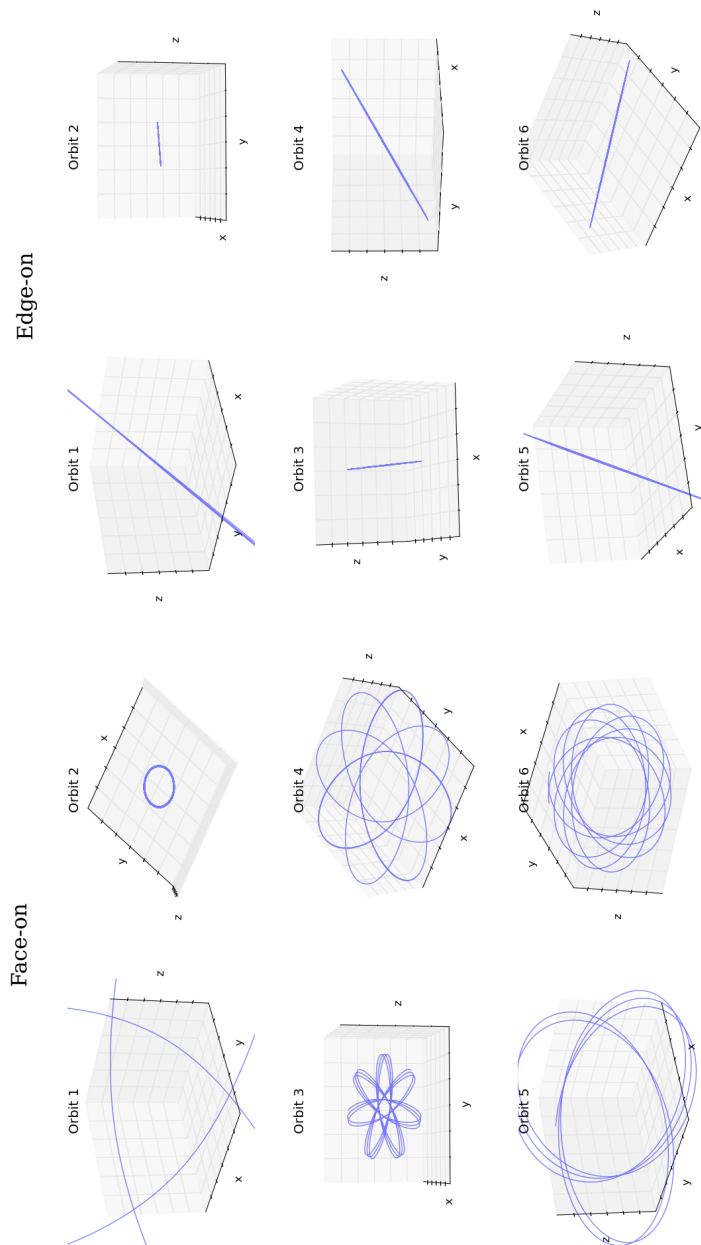 Face-on
Edge-on
Orbit 1
z
x
y
Orbit 2
x
y
z
Orbit 1
z
y
x
Orbit 2
z
x
y
Orbit 3
z
x
y
Orbit 4
z
y
x
Orbit 3
z
y
x
Orbit 4
z
y
x
Orbit 5
z
y
x
Orbit 6
x
y
z
Orbit 5
z
x
y
Orbit 6
z
y
x